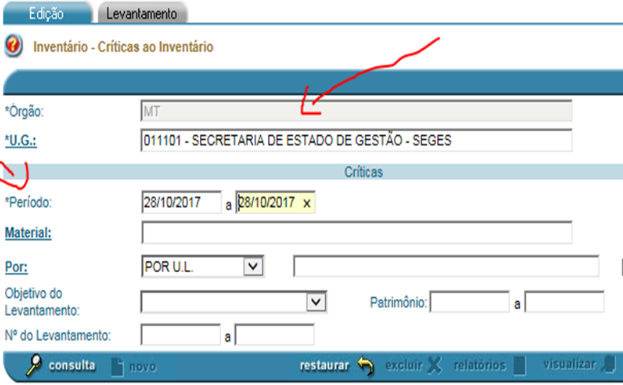 Edição Levantamento
Inventário - Críticas ao Inventário
*Órgão: MT
*U.G.: 011101 - SECRETARIA DE ESTADO DE GESTÃO - SEGES
Críticas
*Período: 28/10/2017 a 28/10/2017 x
Material:
Por: POR U.L.
Objetivo do
Levantamento: Patrimônio: a
Nº do Levantamento: a
consulta novo restaurar excluir relatórios visualizar